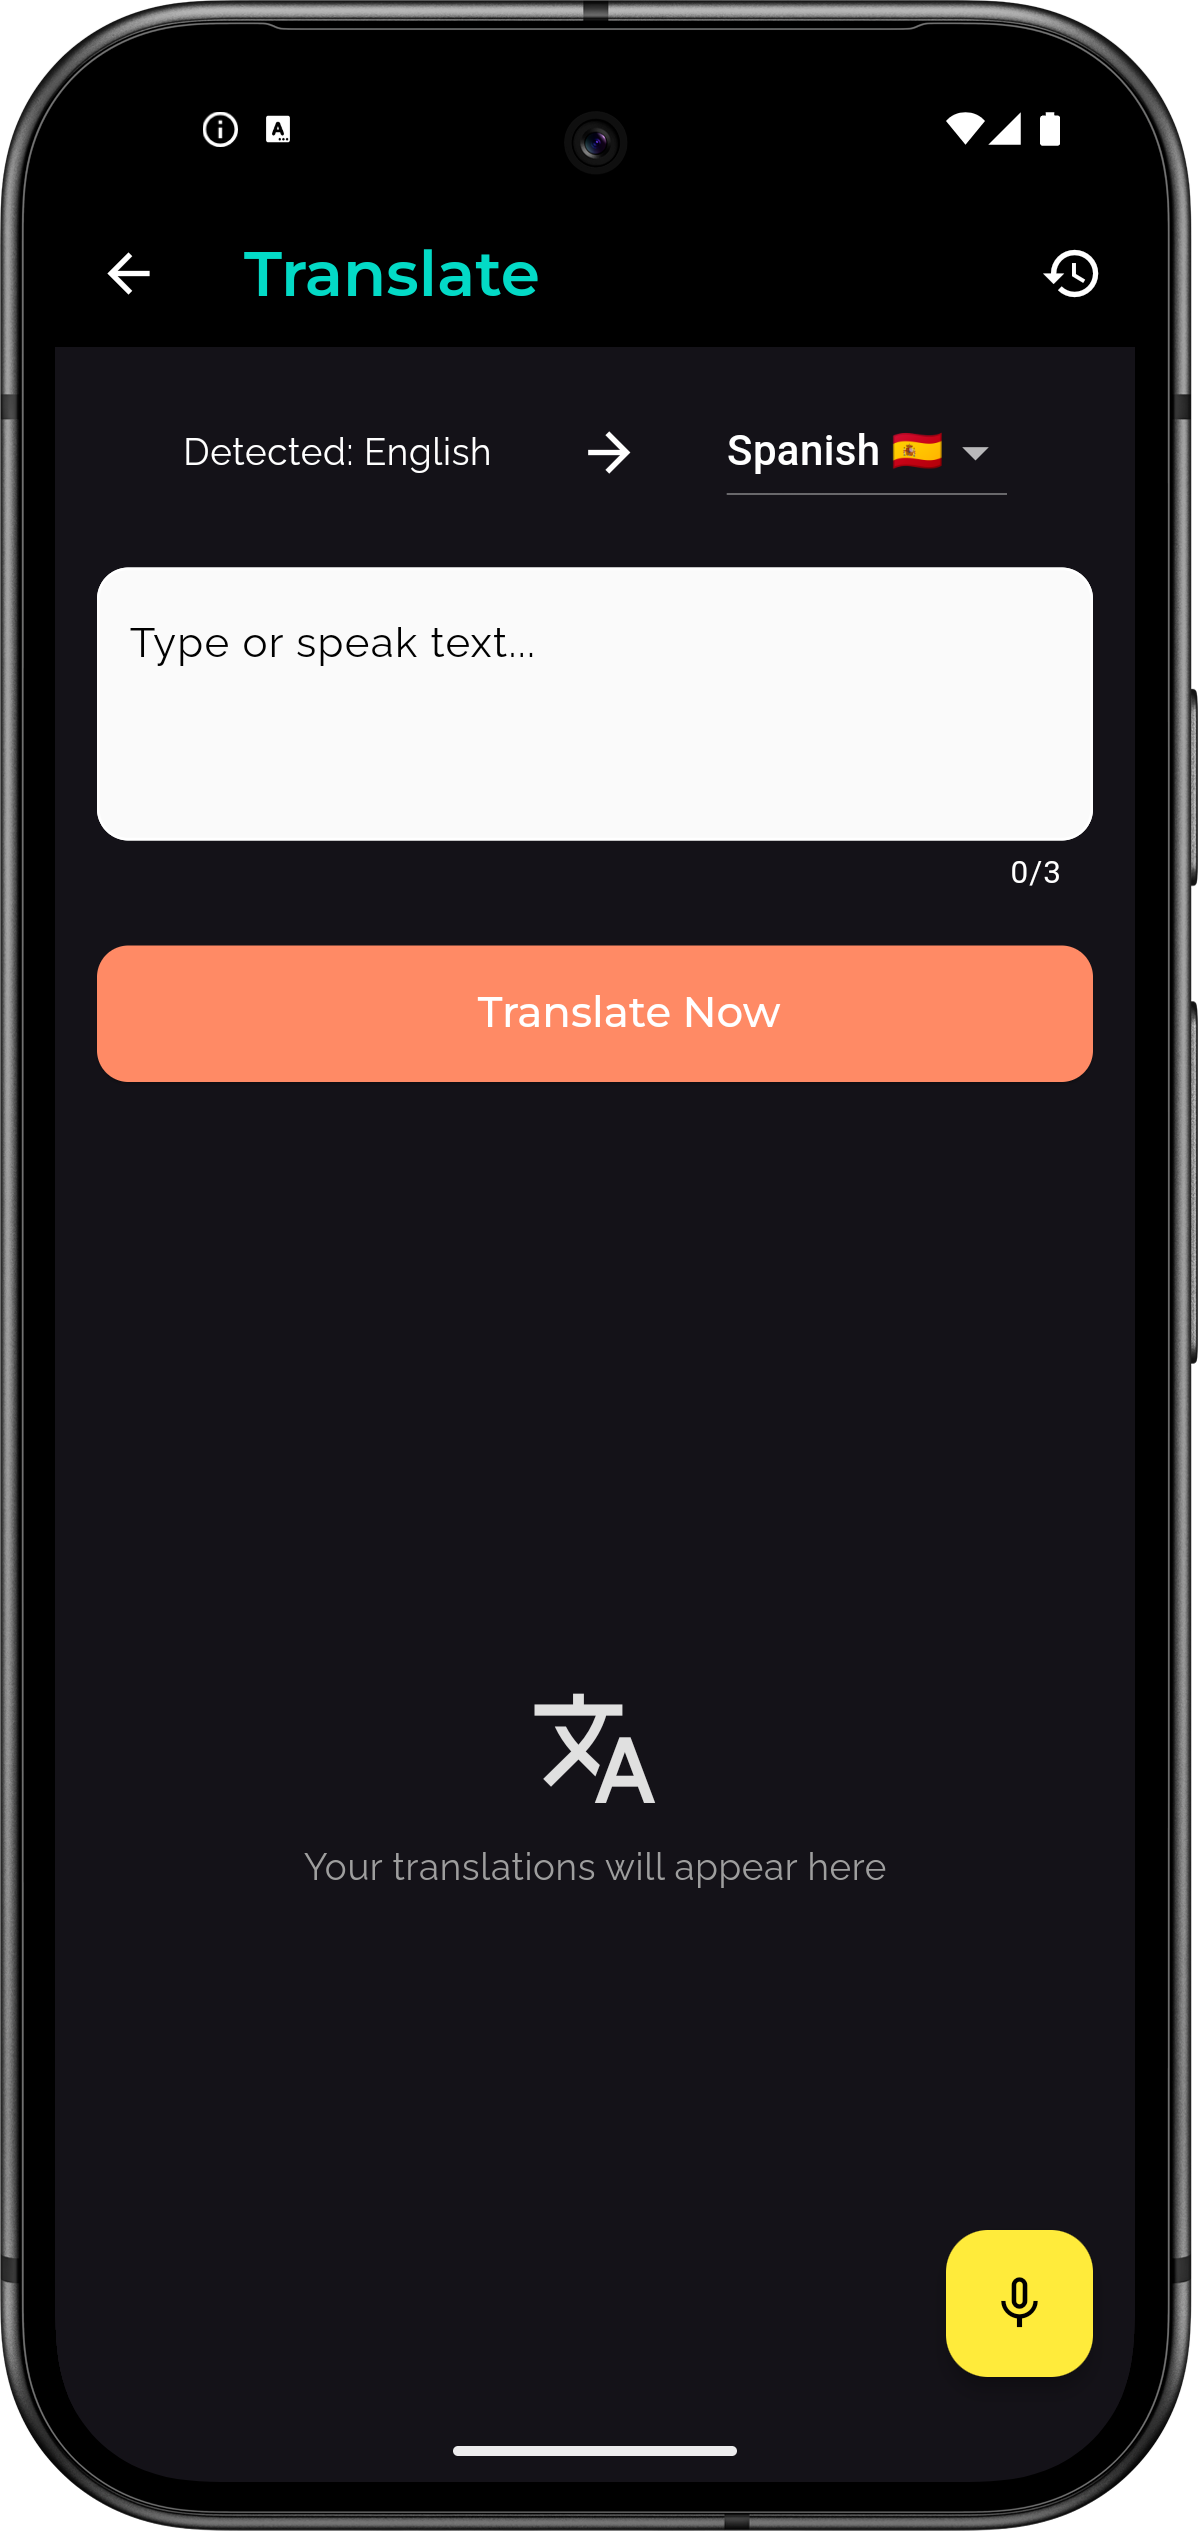 Translate
Detected: English
Spanish 🇪🇸
Type or speak text...
0/3
Translate Now
Your translations will appear here